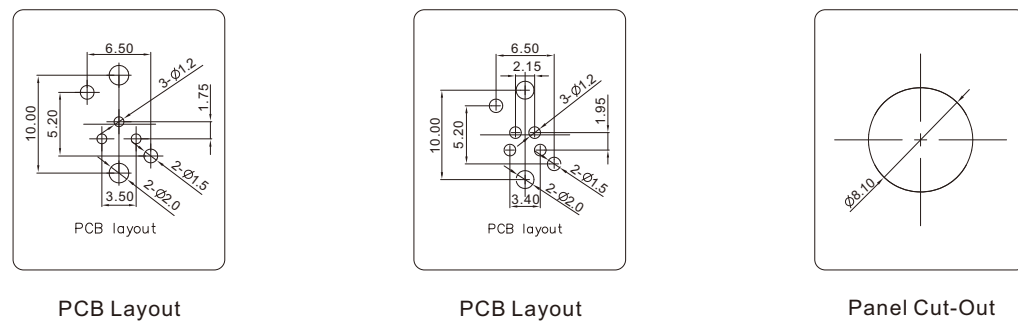 6.50
3-Ø1.2
1.75
10.00
5.20
2-Ø1.5
2-Ø2.0
3.50
PCB layout
PCB Layout
6.50
2.15
3-Ø1.2
1.95
10.00
5.20
2-Ø1.5
2-Ø2.0
3.40
PCB layout
PCB Layout
Ø8.10
Panel Cut-Out